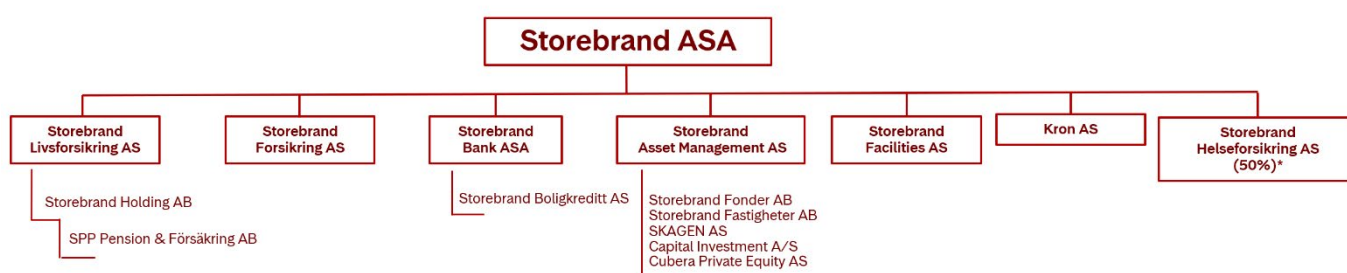 Storebrand ASA
Storebrand
Livsforsikring AS
Storebrand
Forsikring AS
Storebrand
Bank ASA
Storebrand
Asset Management AS
Storebrand
Facilities AS
Kron AS
Storebrand
Helseforsikring AS
(50%)*
Storebrand Holding AB
SPP Pension & Försäkring AB
Storebrand Boligkreditt AS
Storebrand Fonder AB
Storebrand Fastigheter AB
SKAGEN AS
Capital Investment A/S
Cubera Private Equity AS